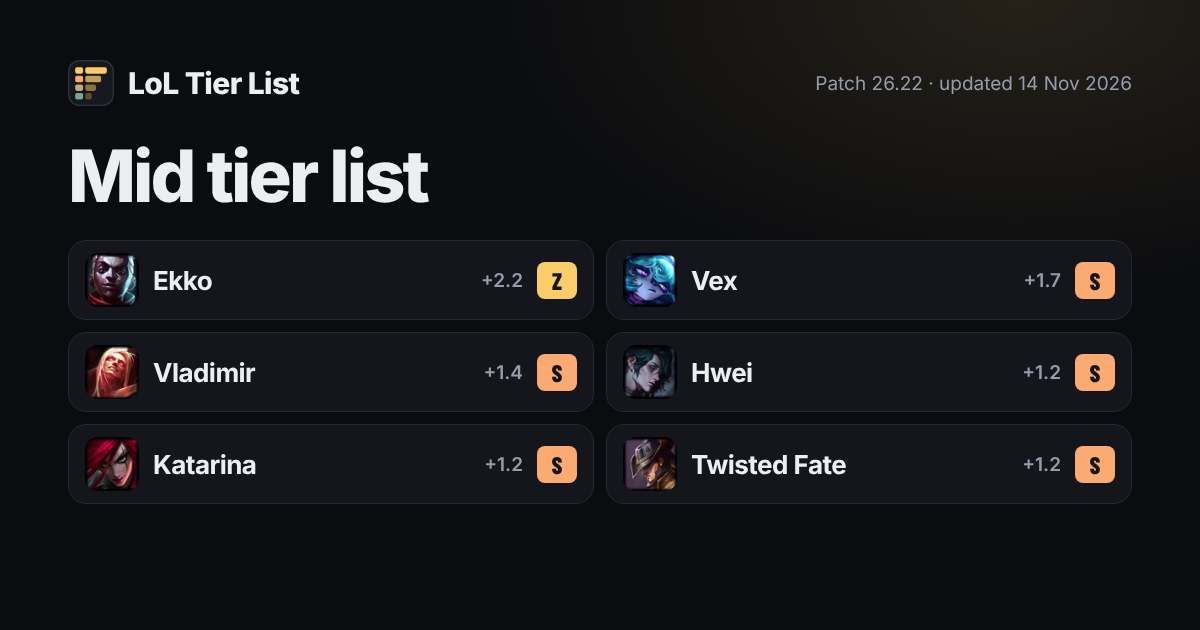 LoL Tier List
Patch 26.22 · updated 14 Nov 2026
Mid tier list
Ekko +2.2 Z
Vex +1.7 S
Vladimir +1.4 S
Hwei +1.2 S
Katarina +1.2 S
Twisted Fate +1.2 S